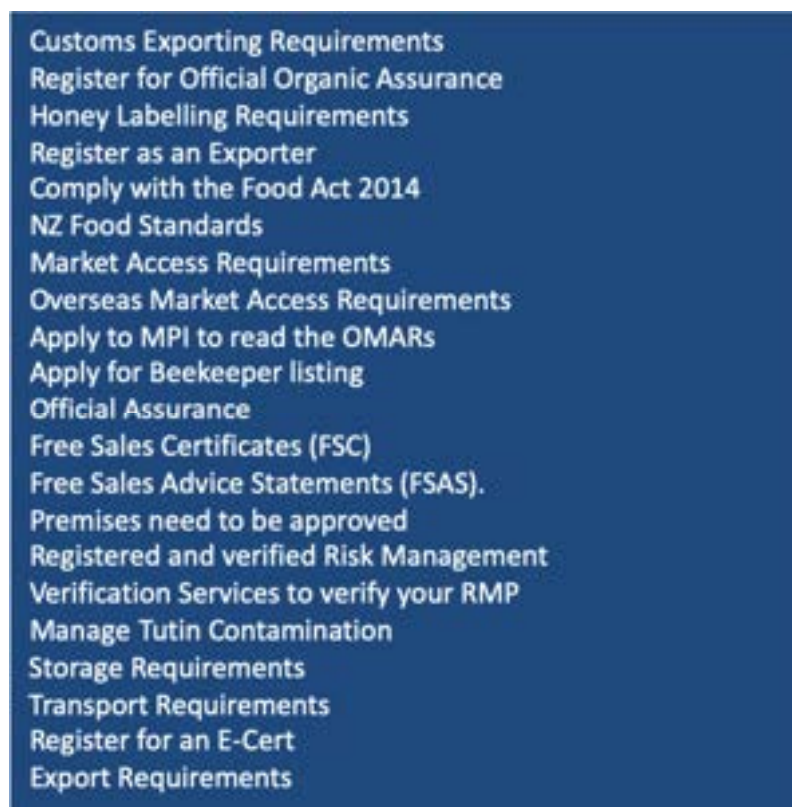 Customs Exporting Requirements
Register for Official Organic Assurance
Honey Labelling Requirements
Register as an Exporter
Comply with the Food Act 2014
NZ Food Standards
Market Access Requirements
Overseas Market Access Requirements
Apply to MPI to read the OMARs
Apply for Beekeeper listing
Official Assurance
Free Sales Certificates (FSC)
Free Sales Advice Statements (FSAS).
Premises need to be approved
Registered and verified Risk Management
Verification Services to verify your RMP
Manage Tutin Contamination
Storage Requirements
Transport Requirements
Register for an E-Cert
Export Requirements